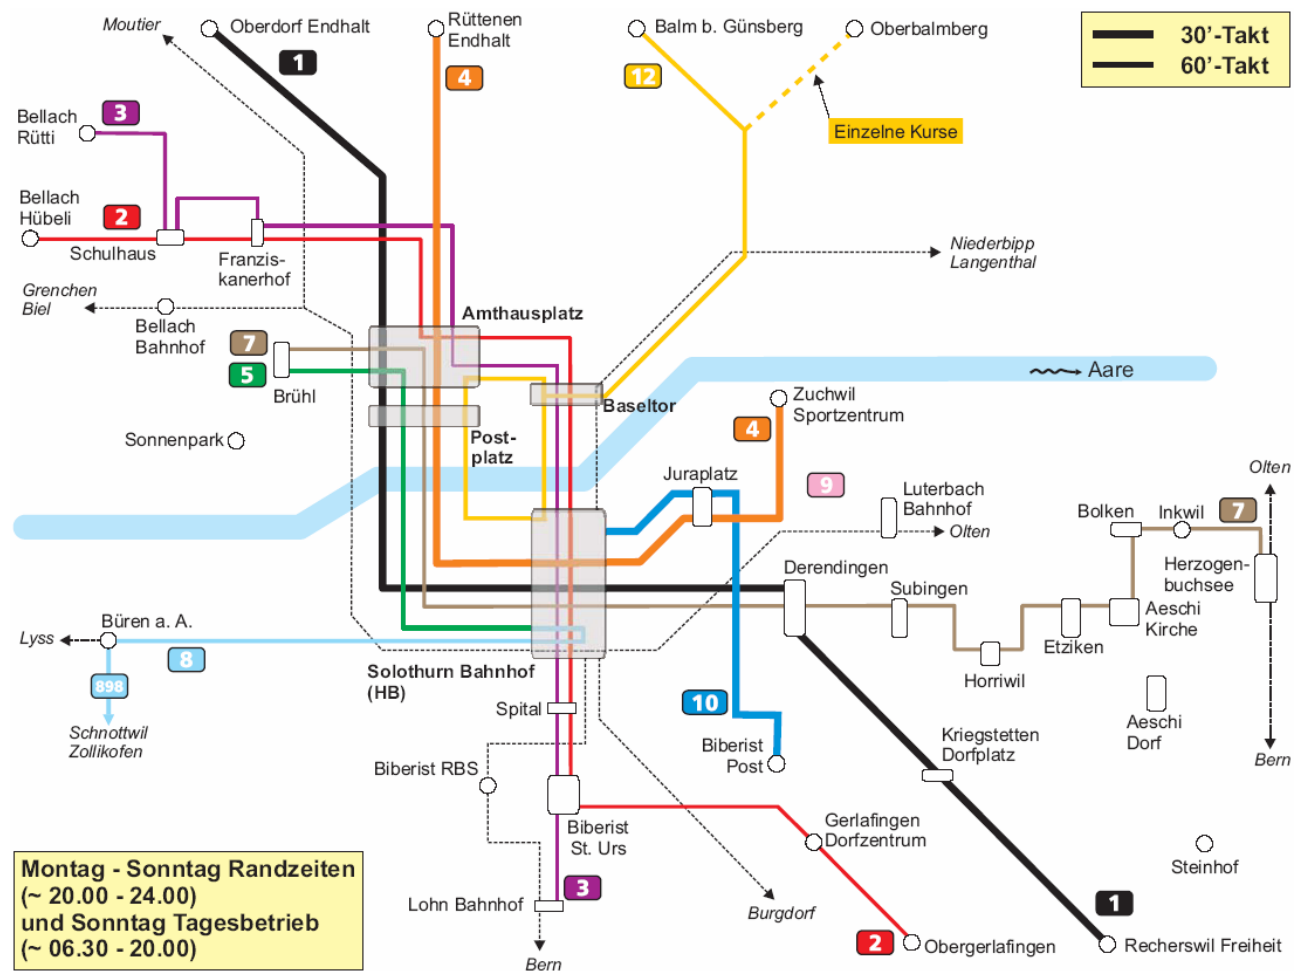 Moutier
Oberdorf Endhalt
Rüttenen
Endhalt
Balm b. Günsberg
Oberbalmberg
30'-Takt
60'-Takt
1
4
12
Einzelne Kurse
Bellach
Rütti
3
Bellach
Hübeli
2
Schulhaus
Franzis-
kanerhof
Niederbipp
Langenthal
Grenchen
Biel
Bellach
Bahnhof
Amthausplatz
7
5
Brühl
Aare
Baseltor
Zuchwil
Sportzentrum
4
Sonnenpark
Post-
platz
Juraplatz
9
Luterbach
Bahnhof
Olten
Olten
Bolken
Inkwil
7
Herzogen-
buchsee
Derendingen
Subingen
Aeschi
Kirche
Etziken
Horriwil
Lyss
Büren a. A.
8
898
Schnottwil
Zollikofen
Solothurn Bahnhof
(HB)
Spital
10
Biberist
Post
Kriegstetten
Dorfplatz
Aeschi
Dorf
Bern
Biberist RBS
Biberist
St. Urs
Gerlafingen
Dorfzentrum
Steinhof
Montag - Sonntag Randzeiten
(~ 20.00 - 24.00)
und Sonntag Tagesbetrieb
(~ 06.30 - 20.00)
Lohn Bahnhof
3
Burgdorf
1
2
Obergerlafingen
Recherswil Freiheit
Bern